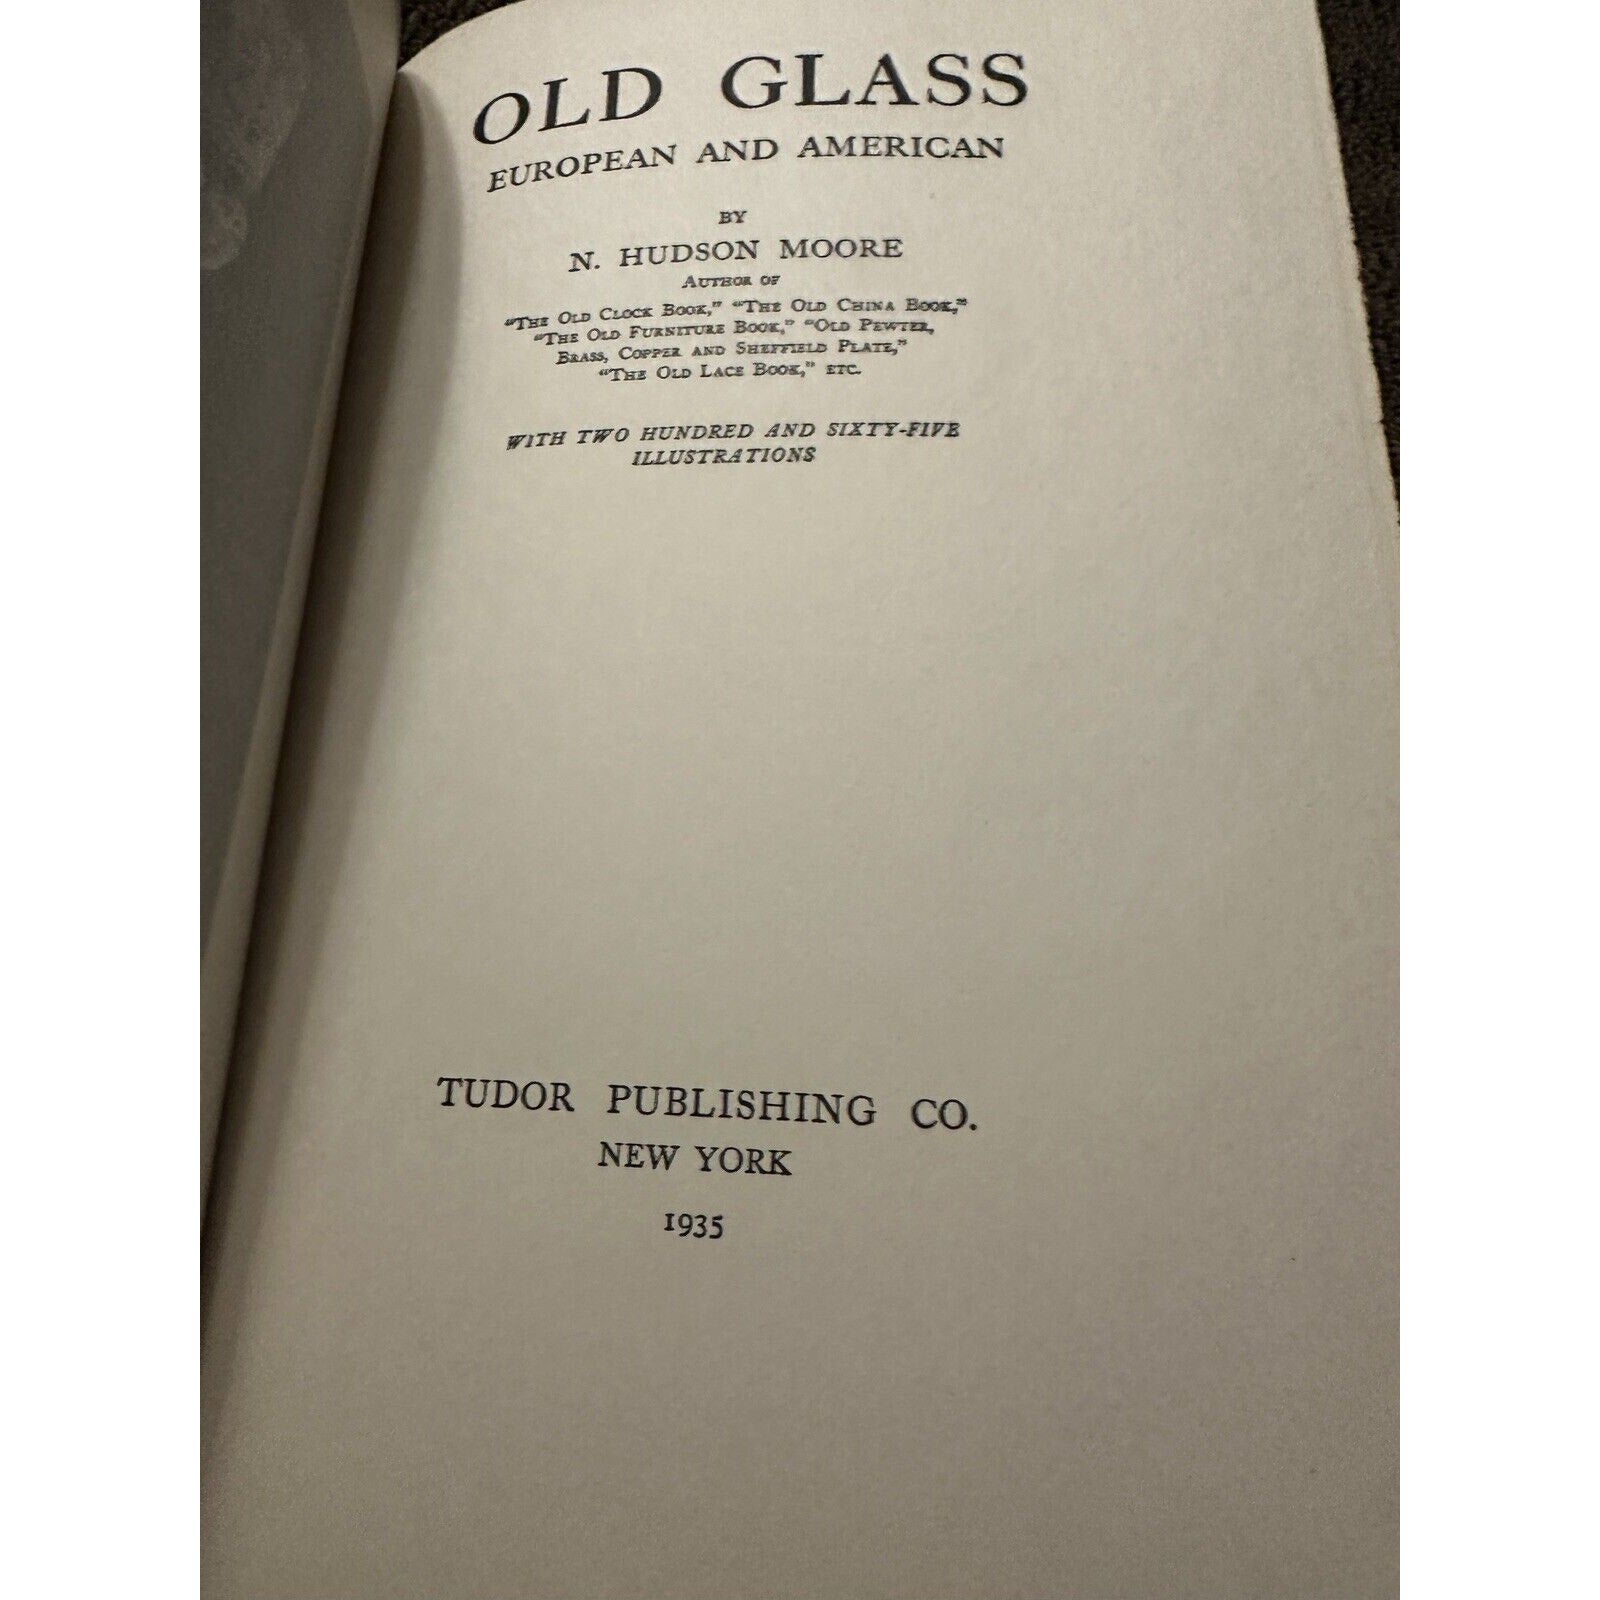 OLD GLASS
EUROPEAN AND AMERICAN
BY
N. HUDSON MOORE
AUTHOR OF
"THE OLD CLOCK BOOK," "THE OLD CHINA BOOK,"
"THE OLD FURNITURE BOOK," "OLD PEWTER,
BRASS, COPPER AND SHEFFIELD PLATE,"
"THE OLD LACE BOOK," ETC.
WITH TWO HUNDRED AND SIXTY-FIVE
ILLUSTRATIONS
TUDOR PUBLISHING CO.
NEW YORK
1935